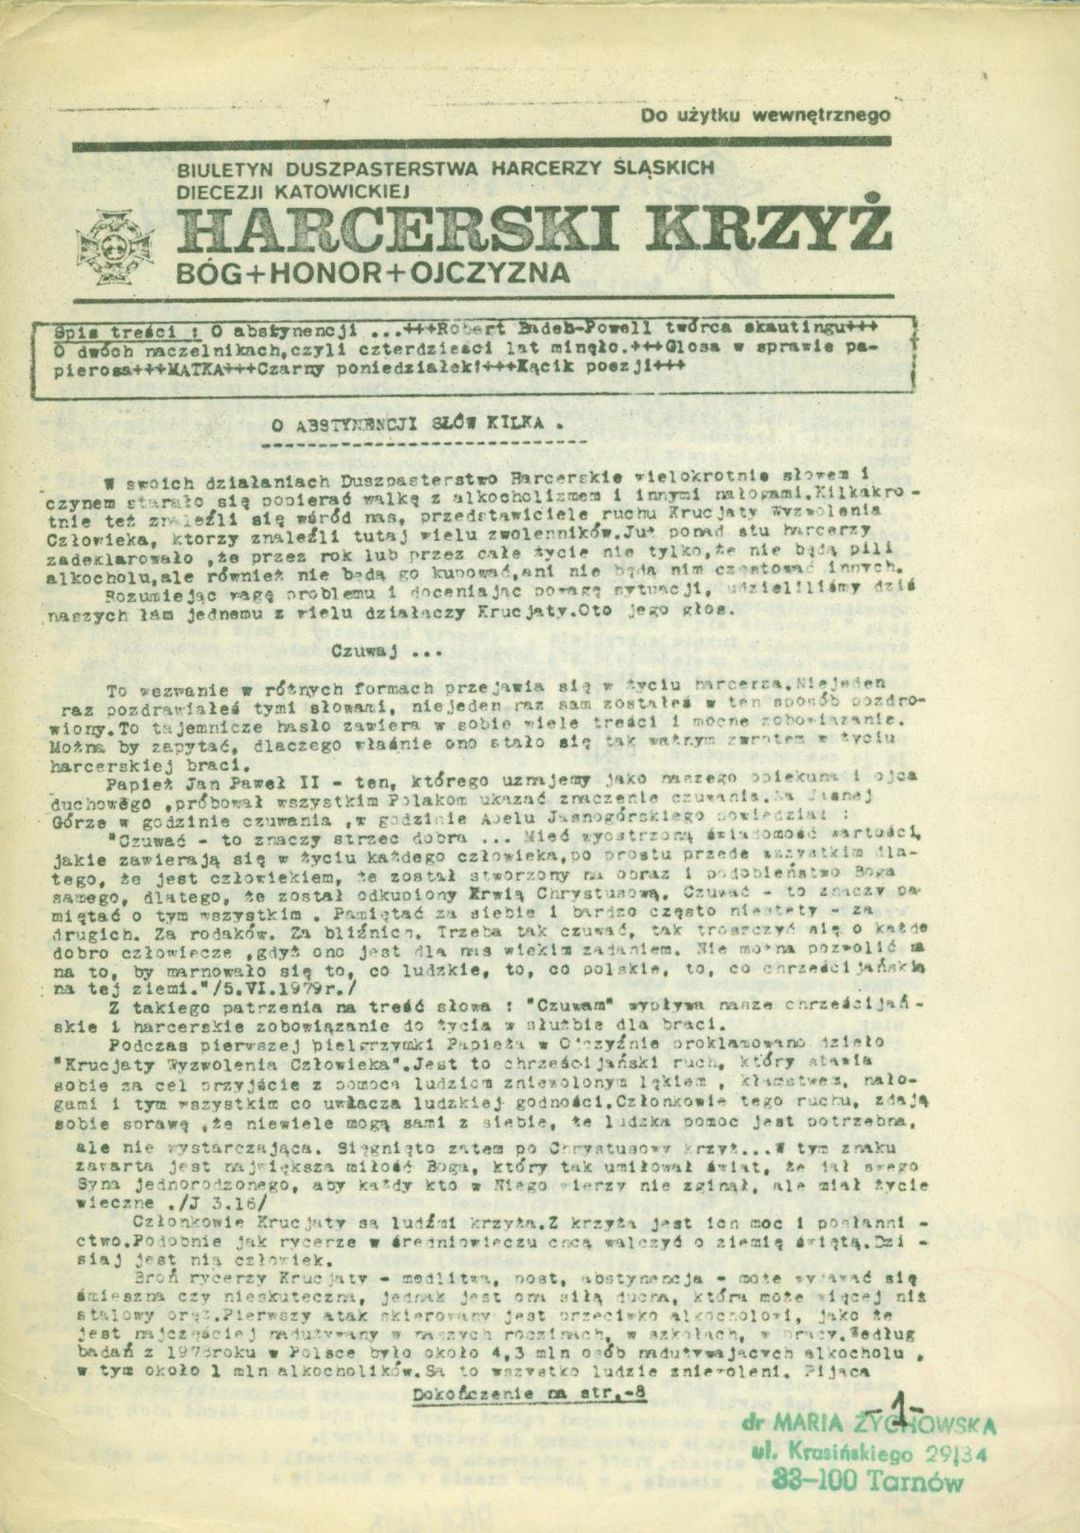 Do użytku wewnętrznego
BIULETYN DUSZPASTERSTWA HARCERZY ŚLĄSKICH
DIECEZJI KATOWICKIEJ
HARCERSKI KRZYŻ
BÓG+HONOR+OJCZYZNA
Spis treści : O abstynencji ...+++Robert Badeb-Powell twórca skautingu+++
O dwóch naczelnikach,czyli czterdzieści lat minęło.+++Glosa w sprawie pa-
pierosa+++MATKA+++Czarny poniedziałek!+++Kącik poezji+++
O ABSTYNENCJI SŁÓW KILKA .
W swoich działaniach Duszpasterstwo Harcerskie wielokrotnie słowem i
czynem starało się popierać walkę z alkocholizmem i innymi nałogami.Kilkakro -
tnie też znaleźli się wśród nas, przedstawiciele ruchu Krucjaty Wyzwolenia
Człowieka, ktorzy znaleźli tutaj wielu zwolenników.Już ponad stu harcerzy
zadeklarowało ,że przez rok lub przez całe życie nie tylko,że nie będą pili
alkocholu,ale również nie będą go kupować,ani nie będą nim częstować innych.
Rozumiejąc wagę problemu i doceniając powagę sytuacji, udzieliliśmy dziś
naszych łam jednemu z wielu działaczy Krucjaty.Oto jego głos.
Czuwaj ...
To wezwanie w różnych formach przejawia się w życiu harcerza.Niejeden
raz pozdrawiałeś tymi słowami, niejeden raz sam zostałeś w ten sposób pozdro-
wiony.To tajemnicze hasło zawiera w sobie wiele treści i mocne zobowiązanie.
Można by zapytać, dlaczego właśnie ono stało się tak ważnym zwrotem w życiu
harcerskiej braci.
Papież Jan Paweł II - ten, którego uznajemy jako naszego opiekuna i ojca
duchowego ,próbował wszystkim Polakom ukazać znaczenie czuwania.Na Jasnej
Górze w godzinie czuwania ,w godzinie Apelu Jasnogórskiego powiedział :
"Czuwać - to znaczy strzec dobra ... Mieć wyostrzoną świadomość wartości,
jakie zawierają się w życiu każdego człowieka,po prostu przede wszystkim dla-
tego, że jest człowiekiem, że został stworzony na obraz i podobieństwo Boga
samego, dlatego, że został odkupiony Krwią Chrystusową. Czuwać - to znaczy pa-
miętać o tym wszystkim . Pamiętać za siebie i bardzo często niestety - za
drugich. Za rodaków. Za bliźnich. Trzeba tak czuwać, tak troszczyć się o każde
dobro człowiecze ,gdyż ono jest dla nas wiekim zadaniem. Nie można pozwolić na
na to, by marnowało się to, co ludzkie, to, co polskie, to, co chrześcijańskie
na tej ziemi."/5.VI.1979r./
Z takiego patrzenia na treść słowa : "Czuwam" wypływa nasze chrześcijań -
skie i harcerskie zobowiązanie do życia w służbie dla braci.
Podczas pierwszej pielgrzymki Papieża w Ojczyźnie proklamowano dzieło
"Krucjaty Wyzwolenia Człowieka".Jest to chrześcijański ruch, który stawia
sobie za cel przyjście z pomocą ludziom zniewolonym lękiem , kłamstwem, nało-
gami i tym wszystkim co uwłacza ludzkiej godności.Członkowie tego ruchu, zdają
sobie sprawę ,że niewiele mogą sami z siebie, że ludzka pomoc jest potrzebna,
ale nie wystarczająca. Sięgnięto zatem po Chrystusowy krzyż...W tym znaku
zawarta jest największa miłość Boga, który tak umiłował świat, że dał swego
Syna jednorodzonego, aby każdy kto w Niego wierzy nie zginął, ale miał życie
wieczne ./J 3.16/
Członkowie Krucjaty są ludźmi krzyża.Z krzyża jest ich moc i posłanni -
ctwo.Podobnie jak rycerze w średniowieczu chcą walczyć o ziemię świętą.Dzi -
siaj jest nią człowiek.
Broń rycerzy Krucjaty - modlitwa, post, abstynencja - może wydawać się
śmieszna czy nieskuteczna, jednak jest ona siłą ducha, która może więcej niż
stalowy oręż.Pierwszy atak skierowany jest przeciwko alkocholowi, jako że
jest najczęściej nadużywany w naszych rodzinach, w szkołach, w pracy.Według
badań z 1978roku w Polsce było około 4,3 mln osób nadużywających alkocholu ,
w tym około 1 mln alkocholików.Są to wszystko ludzie zniewoleni. Pijaca
Dokończenie na str.-8
-1-
dr MARIA ŻYCHOWSKA
ul. Krasińskiego 29/34
33-100 Tarnów